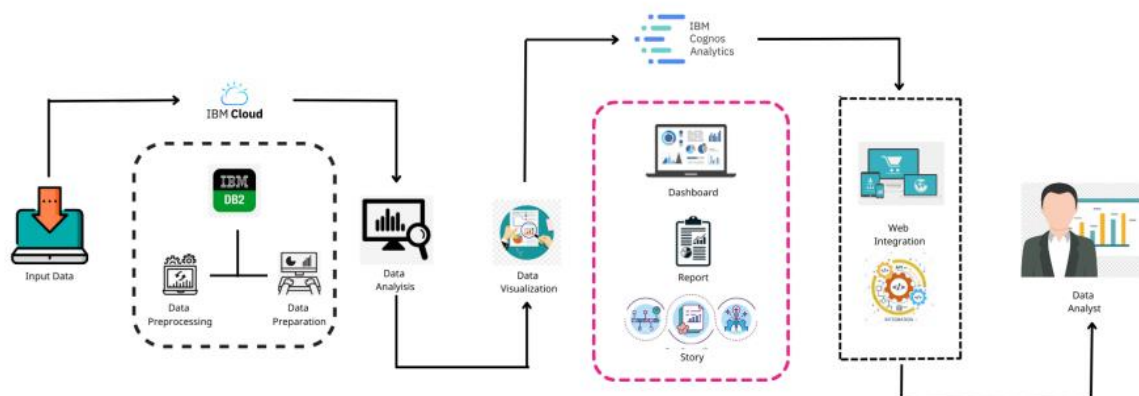 IBM
Cognos
Analytics
IBM Cloud
IBM
DB2
Dashboard
Input Data
Data
Preprocessing
Data
Preparation
Data
Analyisis
Data
Visualization
Report
Story
Web
Integration
Data
Analyst